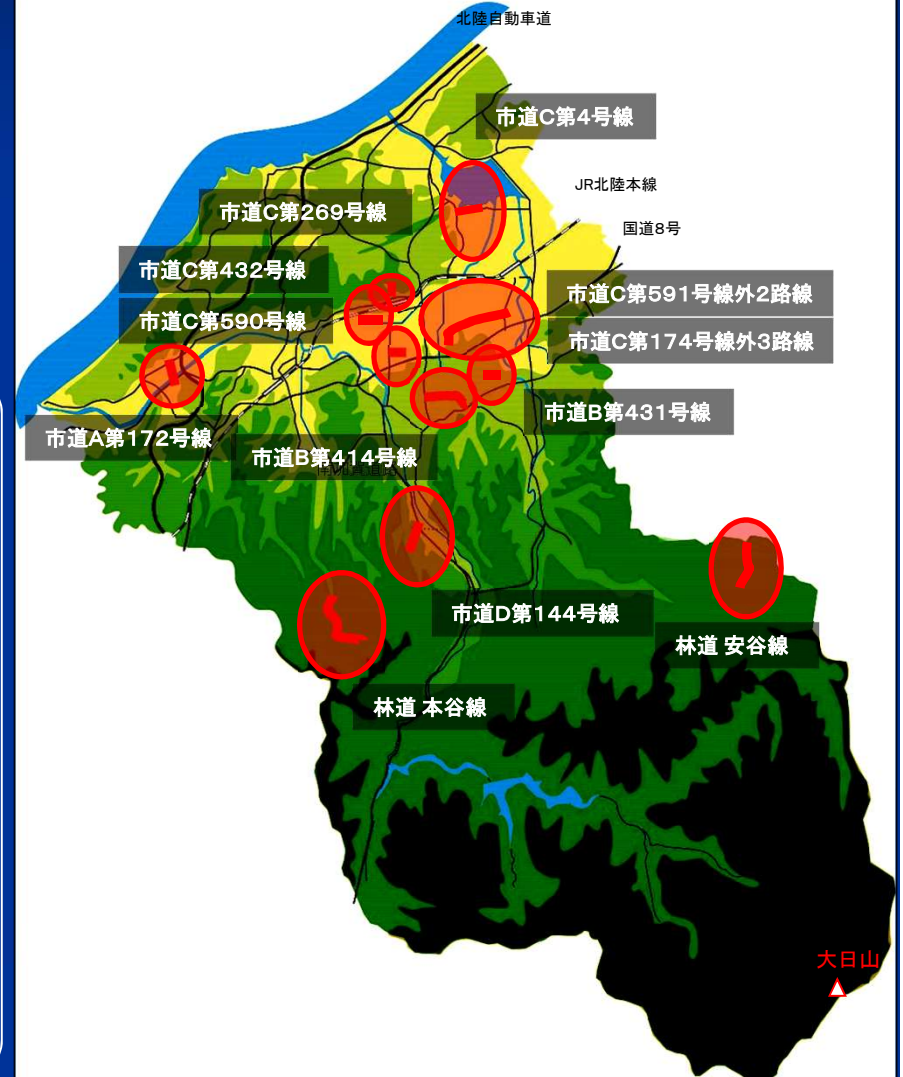 北陸自動車道
市道C第4号線
JR北陸本線
市道C第269号線
国道8号
市道C第432号線
市道C第591号線外2路線
市道C第590号線
市道C第174号線外3路線
市道B第431号線
市道A第172号線
市道B第414号線
市道D第144号線
林道 安谷線
林道 本谷線
大日山